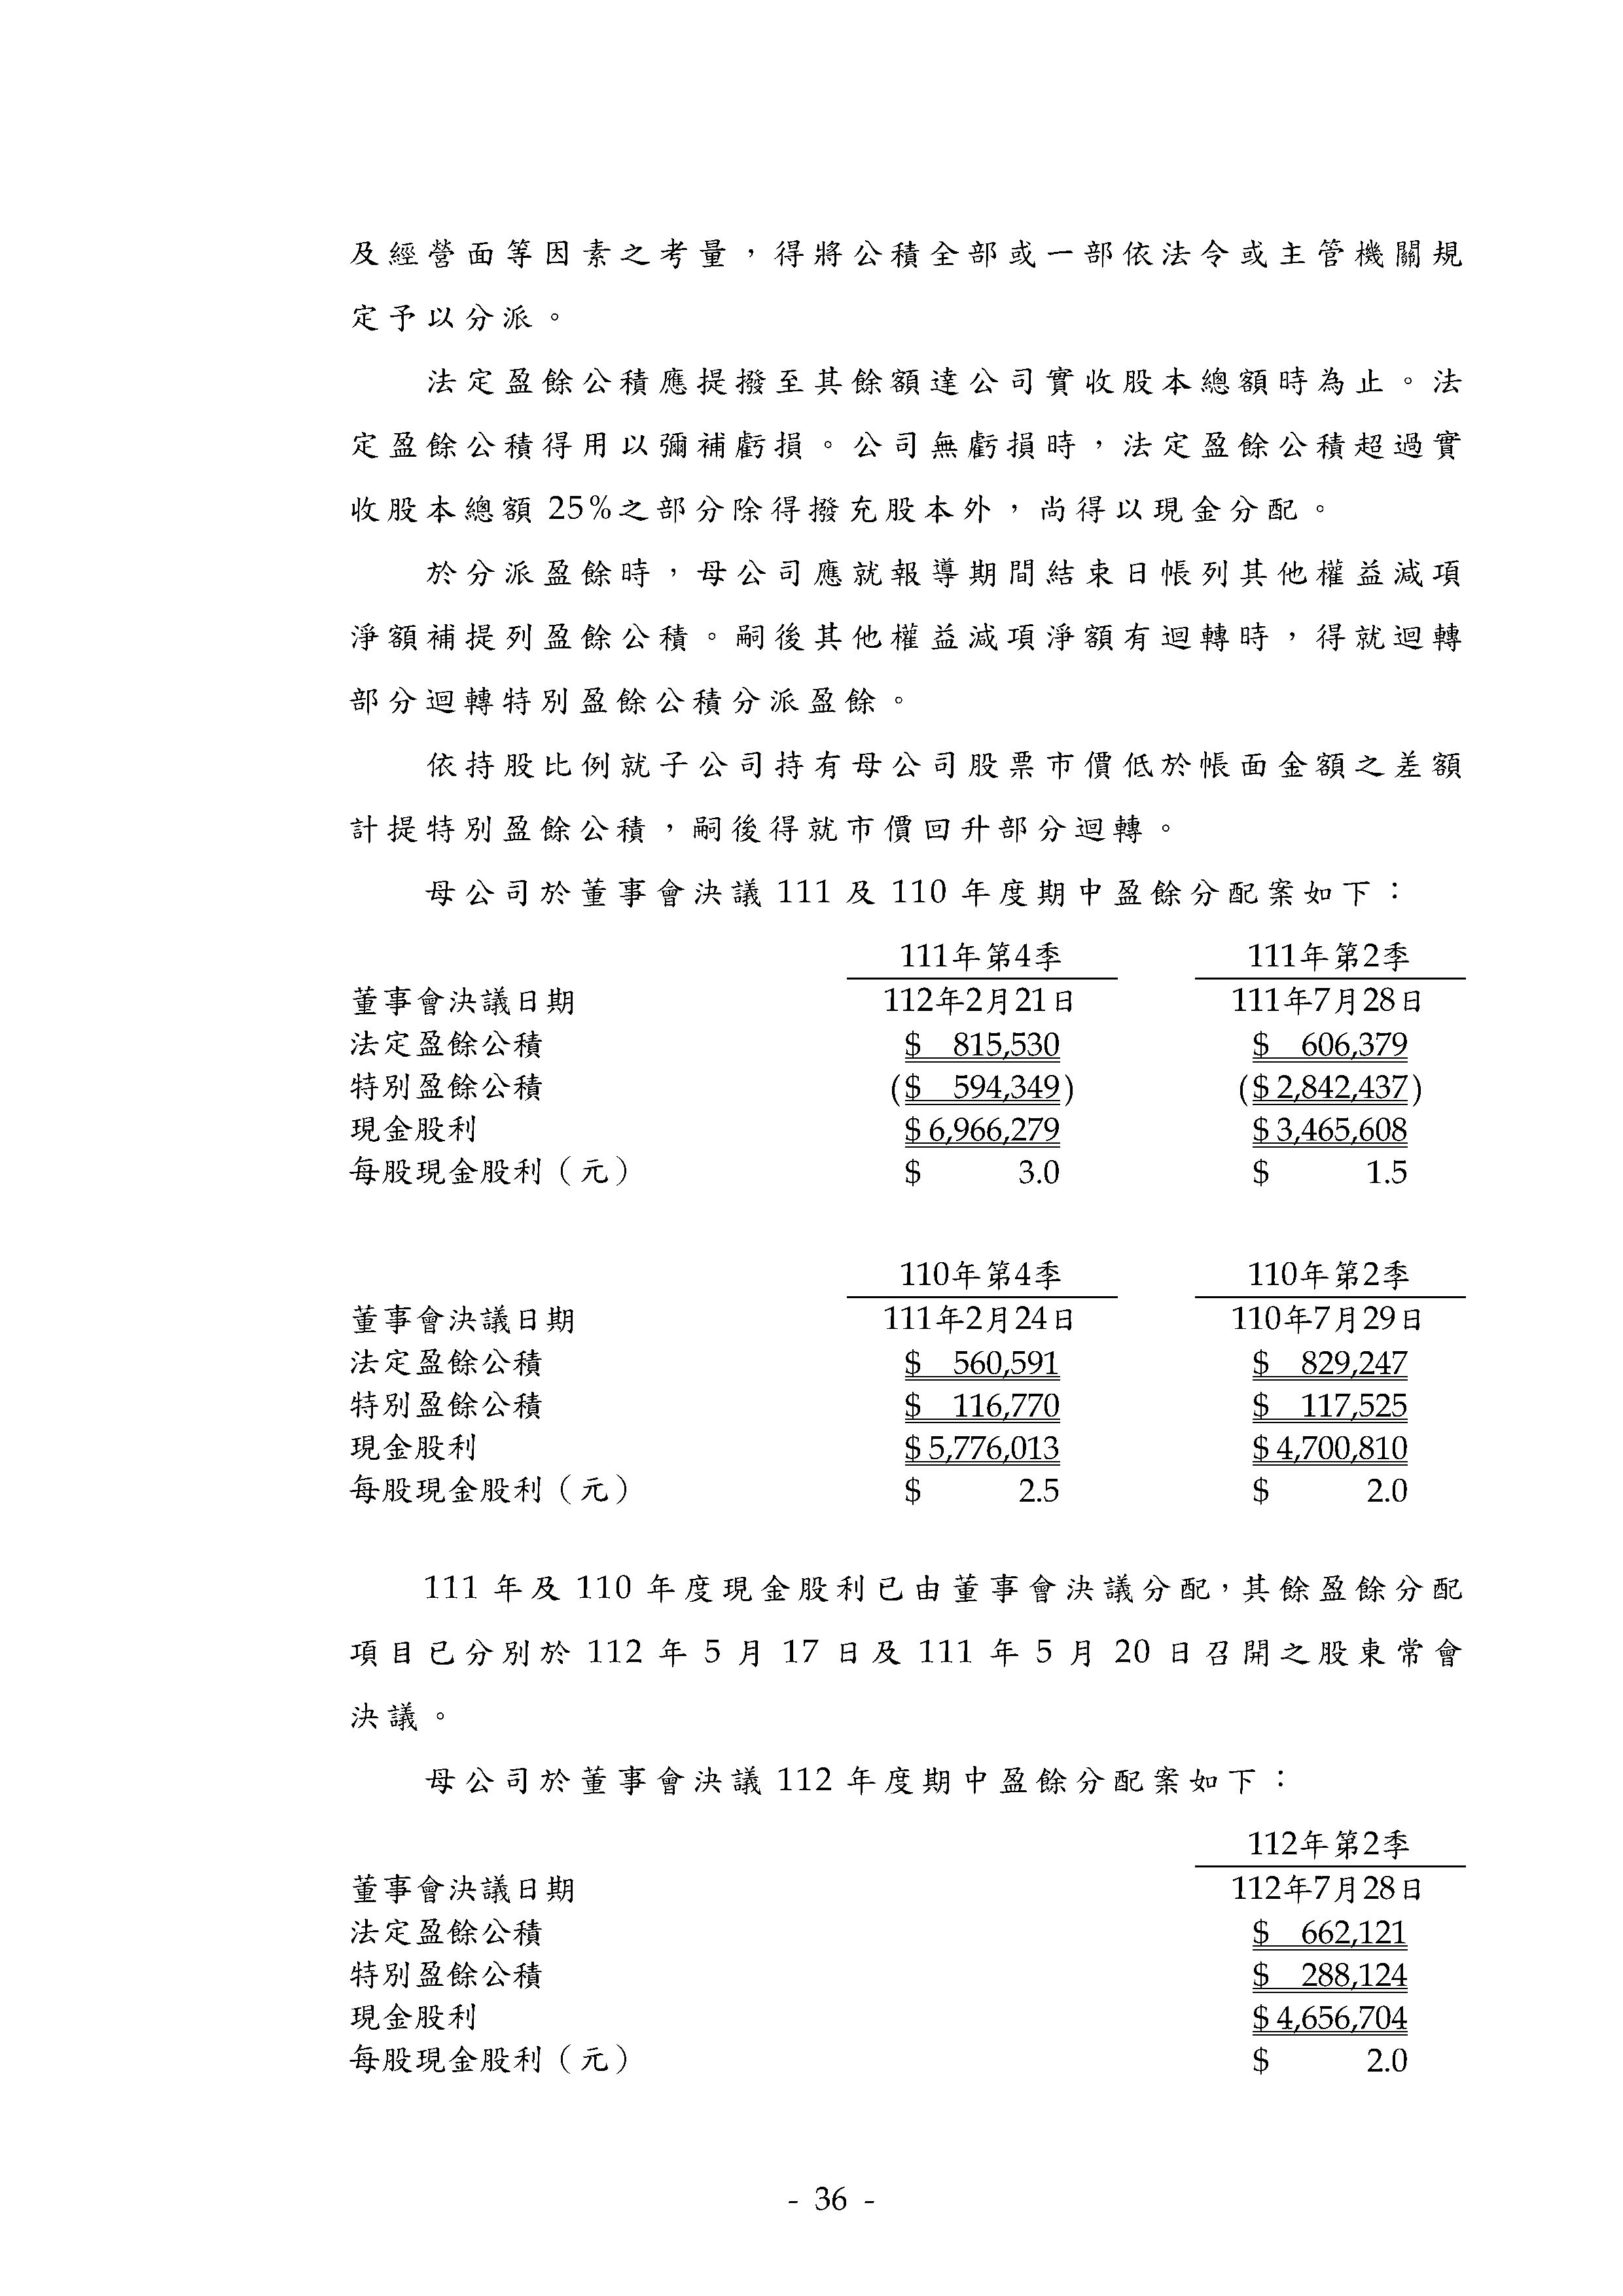 及經營面等因素之考量，得將公積全部或一部依法令或主管機關規
定予以分派。
法定盈餘公積應提撥至其餘額達公司實收股本總額時為止。法
定盈餘公積得用以彌補虧損。公司無虧損時，法定盈餘公積超過實
收股本總額 25%之部分除得撥充股本外，尚得以現金分配。
於分派盈餘時，母公司應就報導期間結束日帳列其他權益減項
淨額補提列盈餘公積。嗣後其他權益減項淨額有迴轉時，得就迴轉
部分迴轉特別盈餘公積分派盈餘。
依持股比例就子公司持有母公司股票市價低於帳面金額之差額
計提特別盈餘公積，嗣後得就市價回升部分迴轉。
母公司於董事會決議 111 及 110 年度期中盈餘分配案如下：
111年第4季 111年第2季
董事會決議日期 112年2月21日 111年7月28日
法定盈餘公積 $ 815,530 $ 606,379
特別盈餘公積 ($ 594,349) ($ 2,842,437)
現金股利 $ 6,966,279 $ 3,465,608
每股現金股利（元） $ 3.0 $ 1.5
110年第4季 110年第2季
董事會決議日期 111年2月24日 110年7月29日
法定盈餘公積 $ 560,591 $ 829,247
特別盈餘公積 $ 116,770 $ 117,525
現金股利 $ 5,776,013 $ 4,700,810
每股現金股利（元） $ 2.5 $ 2.0
111 年及 110 年度現金股利已由董事會決議分配，其餘盈餘分配
項目已分別於 112 年 5 月 17 日及 111 年 5 月 20 日召開之股東常會
決議。
母公司於董事會決議 112 年度期中盈餘分配案如下：
112年第2季
董事會決議日期 112年7月28日
法定盈餘公積 $ 662,121
特別盈餘公積 $ 288,124
現金股利 $ 4,656,704
每股現金股利（元） $ 2.0
- 36 -